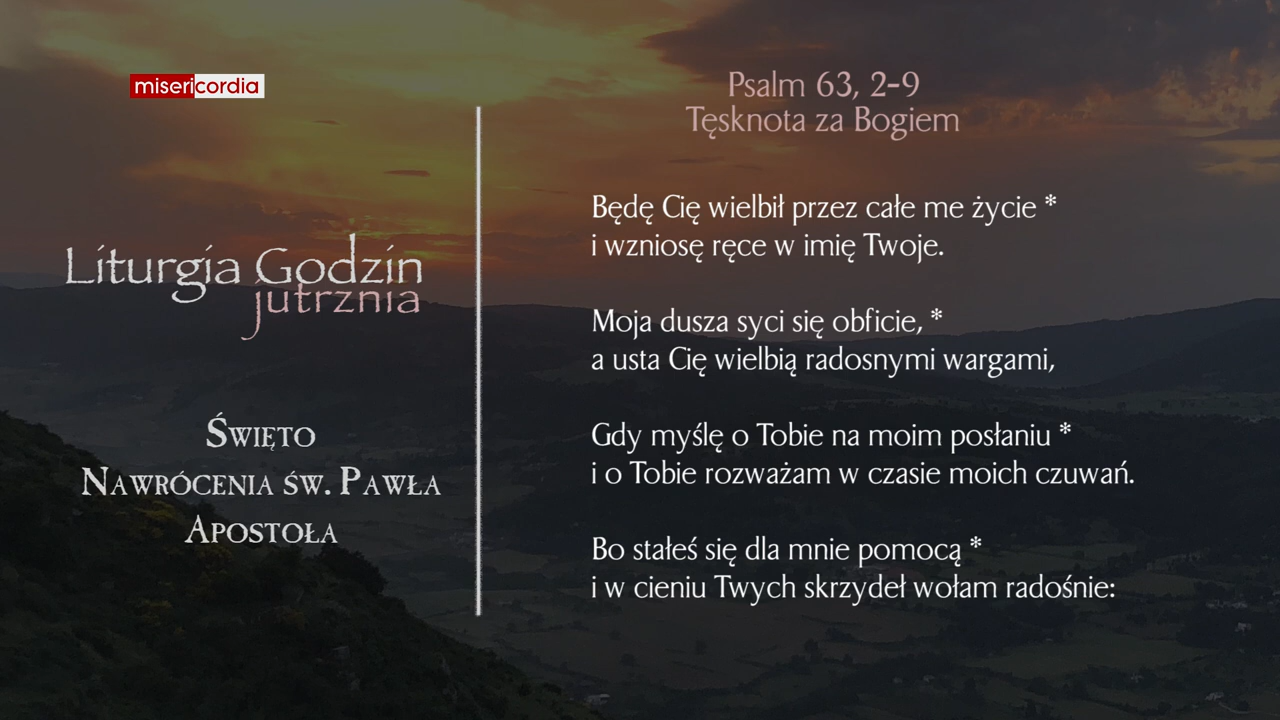 misericordia
Liturgia Godzin
jutrznia
Święto
Nawrócenia św. Pawła
Apostoła
Psalm 63, 2-9
Tęsknota za Bogiem
Będę Cię wielbił przez całe me życie *
i wzniosę ręce w imię Twoje.
Moja dusza syci się obficie, *
a usta Cię wielbią radosnymi wargami,
Gdy myślę o Tobie na moim posłaniu *
i o Tobie rozważam w czasie moich czuwań.
Bo stałeś się dla mnie pomocą *
i w cieniu Twych skrzydeł wołam radośnie: